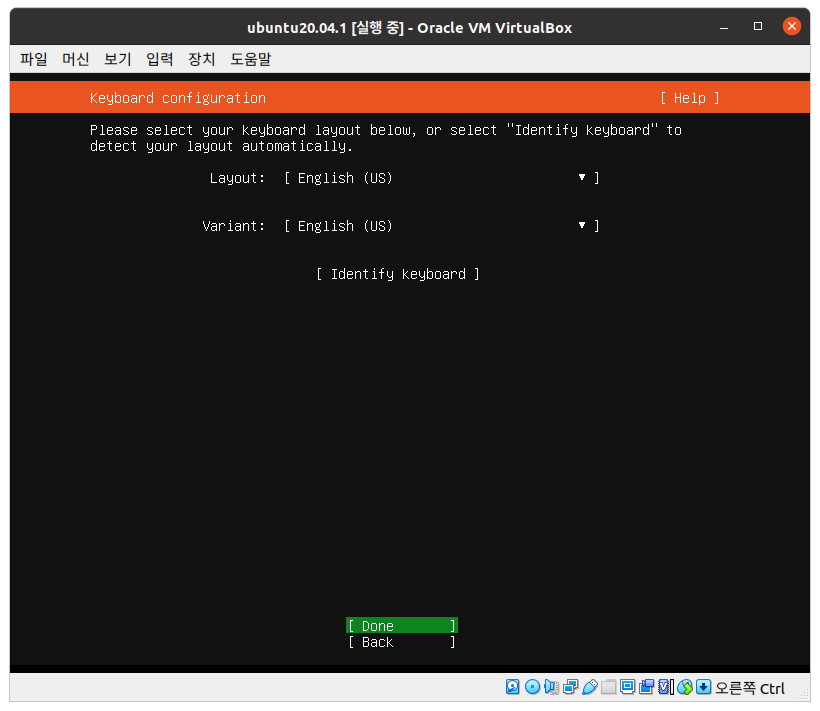 ubuntu20.04.1 [실행 중] - Oracle VM VirtualBox
파일 머신 보기 입력 장치 도움말
Keyboard configuration [ Help ]
Please select your keyboard layout below, or select "Identify keyboard" to
detect your layout automatically.
Layout: [ English (US) ▾ ]
Variant: [ English (US) ▾ ]
[ Identify keyboard ]
[ Done ]
[ Back ]
오른쪽 Ctrl